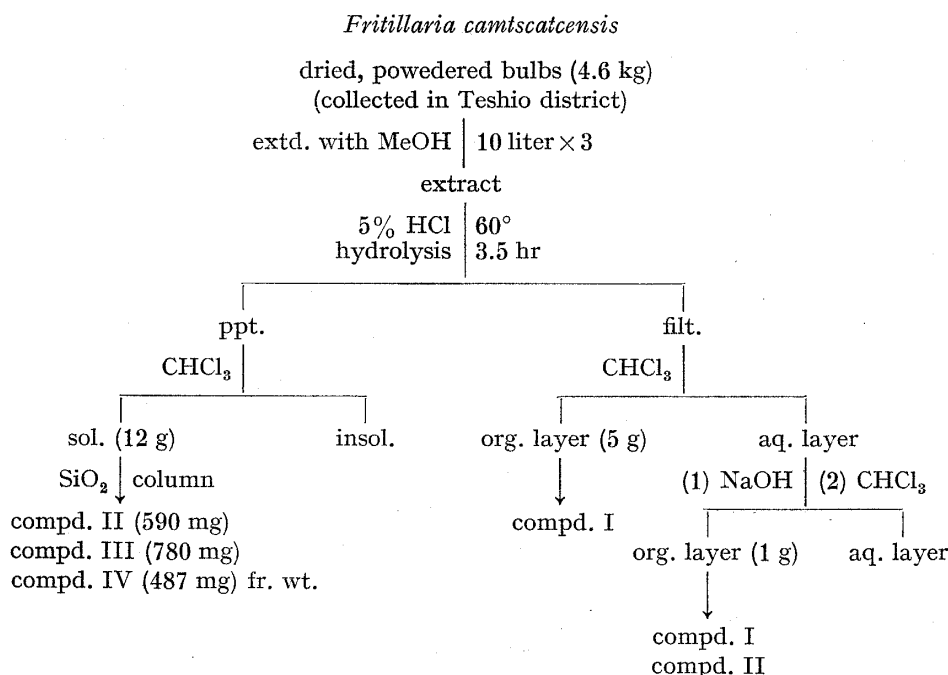 Fritillaria camtscatcensis
dried, powedered bulbs (4.6 kg)
(collected in Teshio district)
extd. with MeOH 10 liter × 3
extract
5% HCl 60°
hydrolysis 3.5 hr
ppt. filt.
CHCl₃ CHCl₃
sol. (12 g) insol. org. layer (5 g) aq. layer
SiO₂ column (1) NaOH (2) CHCl₃
compd. II (590 mg) compd. I
compd. III (780 mg) org. layer (1 g) aq. layer
compd. IV (487 mg) fr. wt.
compd. I
compd. II